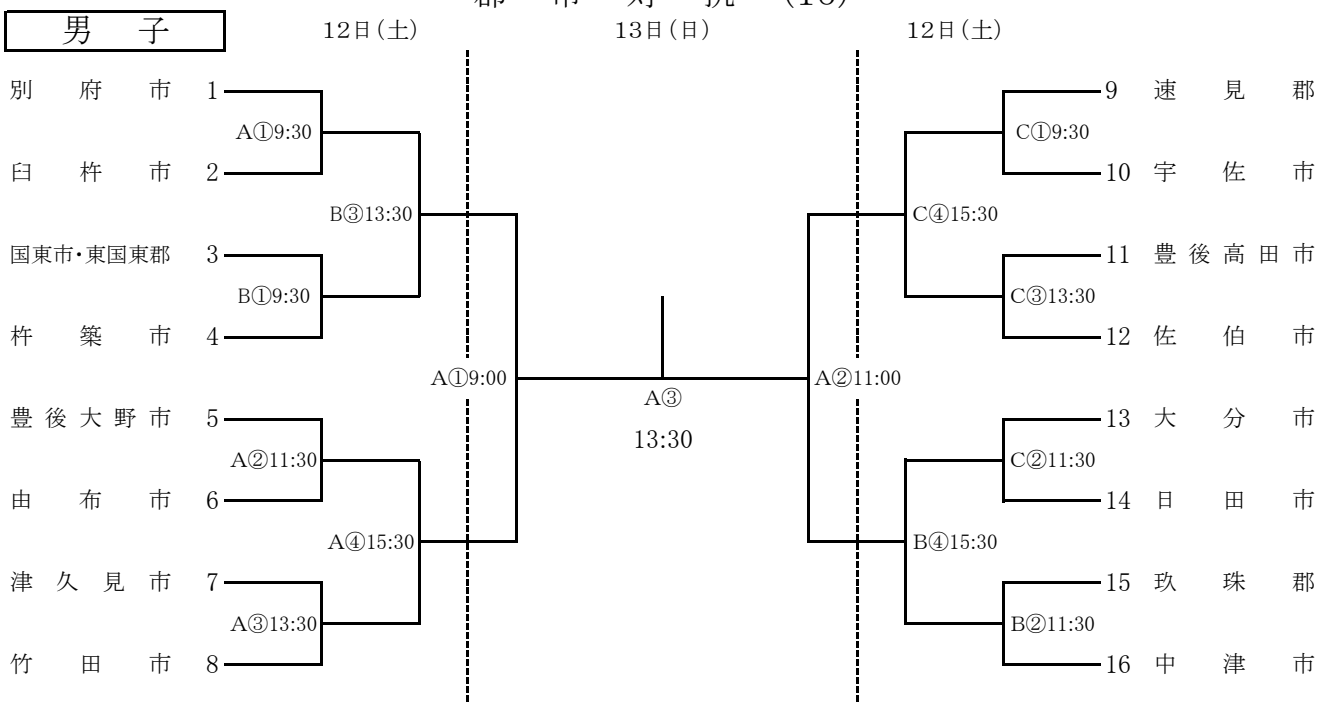 郡 市 対 抗 (16)
男 子 12日(土) 13日(日) 12日(土)
別 府 市 1
A①9:30
臼 杵 市 2
B③13:30
国東市・東国東郡 3
B①9:30
杵 築 市 4
A①9:00
豊 後 大 野 市 5
A②11:30
由 布 市 6
A④15:30
津 久 見 市 7
A③13:30
竹 田 市 8
A③
13:30
9 速 見 郡
C①9:30
10 宇 佐 市
C④15:30
11 豊 後 高 田 市
C③13:30
12 佐 伯 市
A②11:00
13 大 分 市
C②11:30
14 日 田 市
B④15:30
15 玖 珠 郡
B②11:30
16 中 津 市